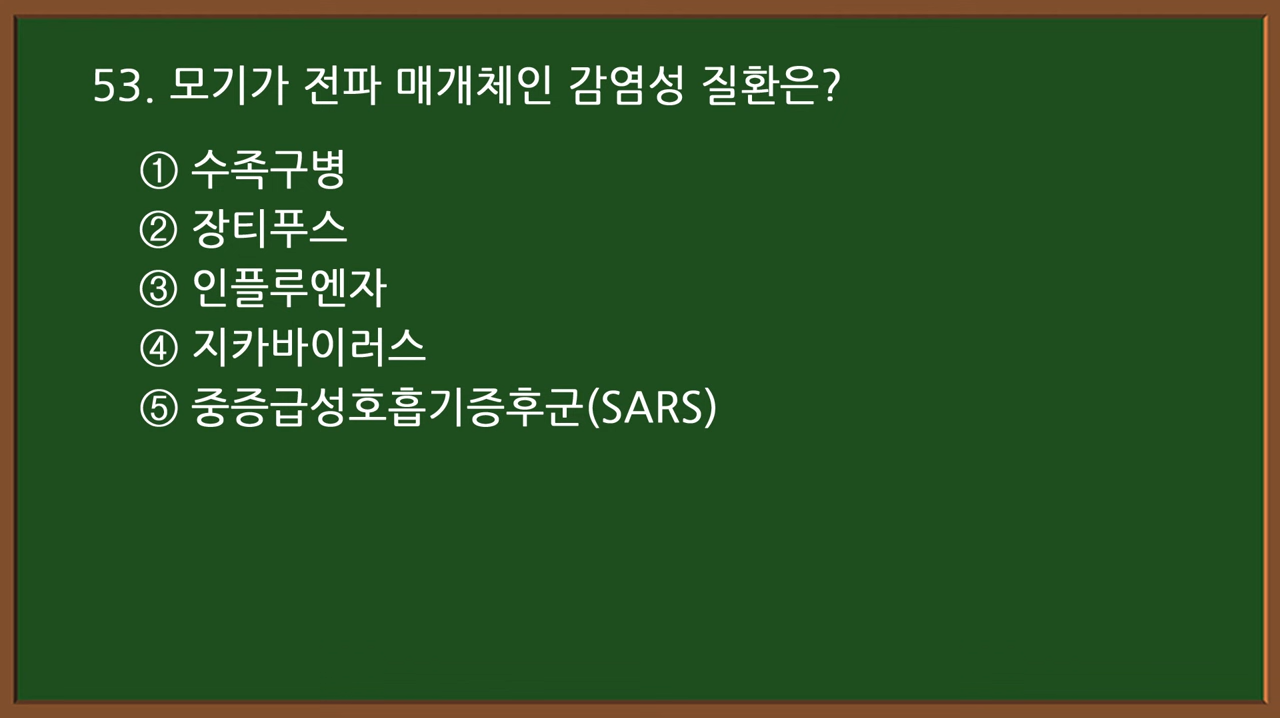 53. 모기가 전파 매개체인 감염성 질환은?
① 수족구병
② 장티푸스
③ 인플루엔자
④ 지카바이러스
⑤ 중증급성호흡기증후군(SARS)